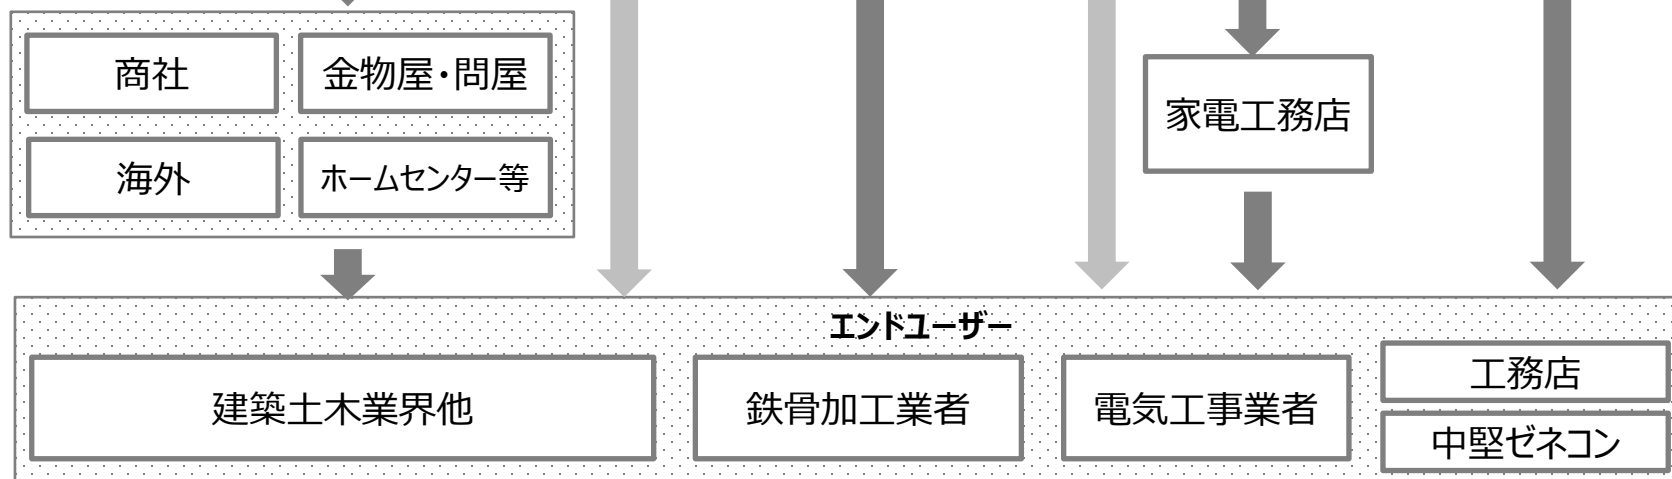 商社
金物屋・問屋
海外
ホームセンター等
家電工務店
エンドユーザー
建築土木業界他
鉄骨加工業者
電気工事業者
工務店
中堅ゼネコン